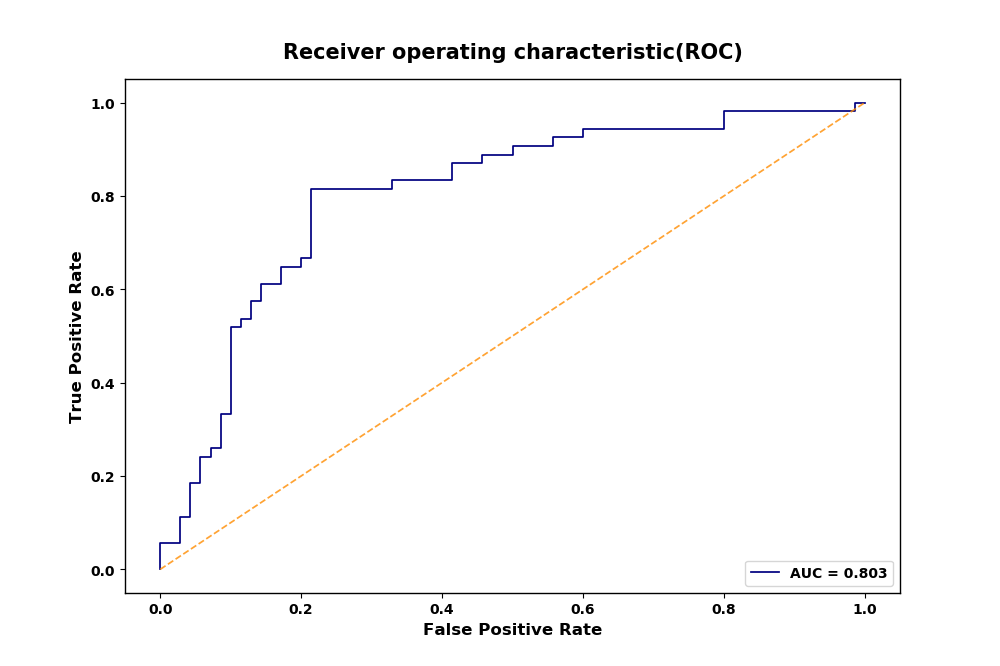 Receiver operating characteristic(ROC)
1.0
0.8
0.6
0.4
0.2
0.0
True Positive Rate
0.0 0.2 0.4 0.6 0.8 1.0
False Positive Rate
AUC = 0.803